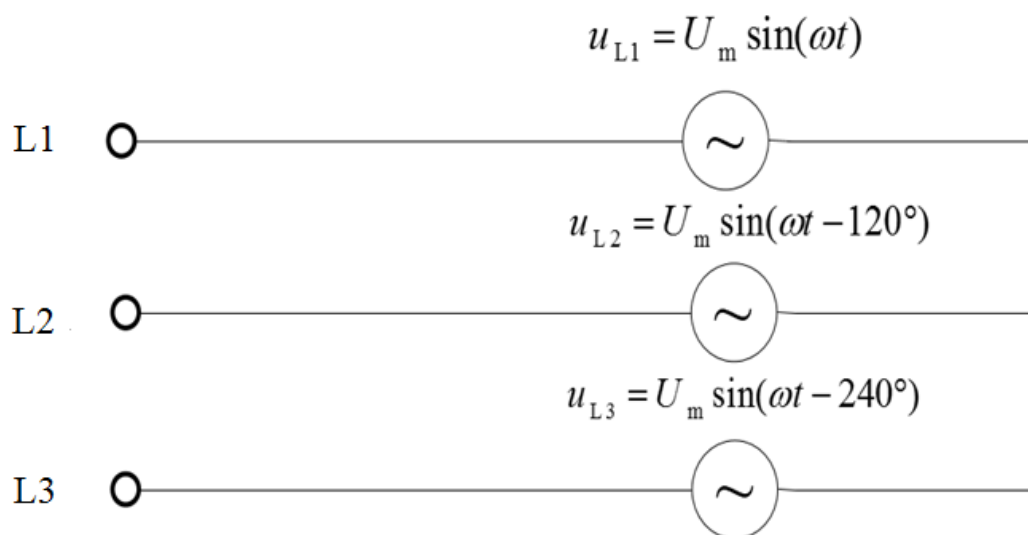 u_L1 = U_m sin(ωt)
L1
~
u_L2 = U_m sin(ωt − 120°)
L2
~
u_L3 = U_m sin(ωt − 240°)
L3
~